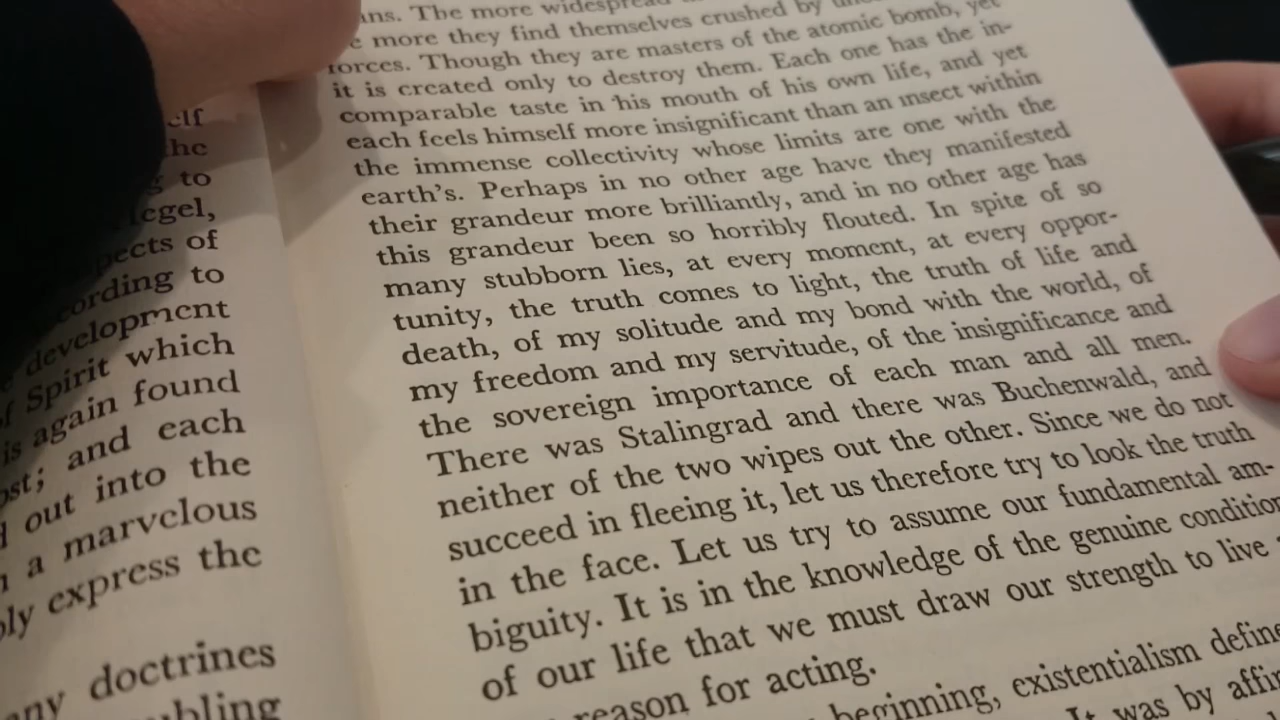 elf
the
to
Hegel,
of
to
development
of Spirit which
is again found
; and each
out into the
a marvelous
express the
doctrines
The more widespread
more they find themselves crushed by
forces. Though they are masters of the atomic bomb, yet
it is created only to destroy them. Each one has the in-
comparable taste in his mouth of his own life, and yet
each feels himself more insignificant than an insect within
the immense collectivity whose limits are one with the
earth's. Perhaps in no other age have they manifested
their grandeur more brilliantly, and in no other age has
this grandeur been so horribly flouted. In spite of so
many stubborn lies, at every moment, at every oppor-
tunity, the truth comes to light, the truth of life and
death, of my solitude and my bond with the world, of
my freedom and my servitude, of the insignificance and
the sovereign importance of each man and all men.
There was Stalingrad and there was Buchenwald, and
neither of the two wipes out the other. Since we do not
succeed in fleeing it, let us therefore try to look the truth
in the face. Let us try to assume our fundamental am-
biguity. It is in the knowledge of the genuine condition
of our life that we must draw our strength to live
reason for acting.
beginning, existentialism define
It was by